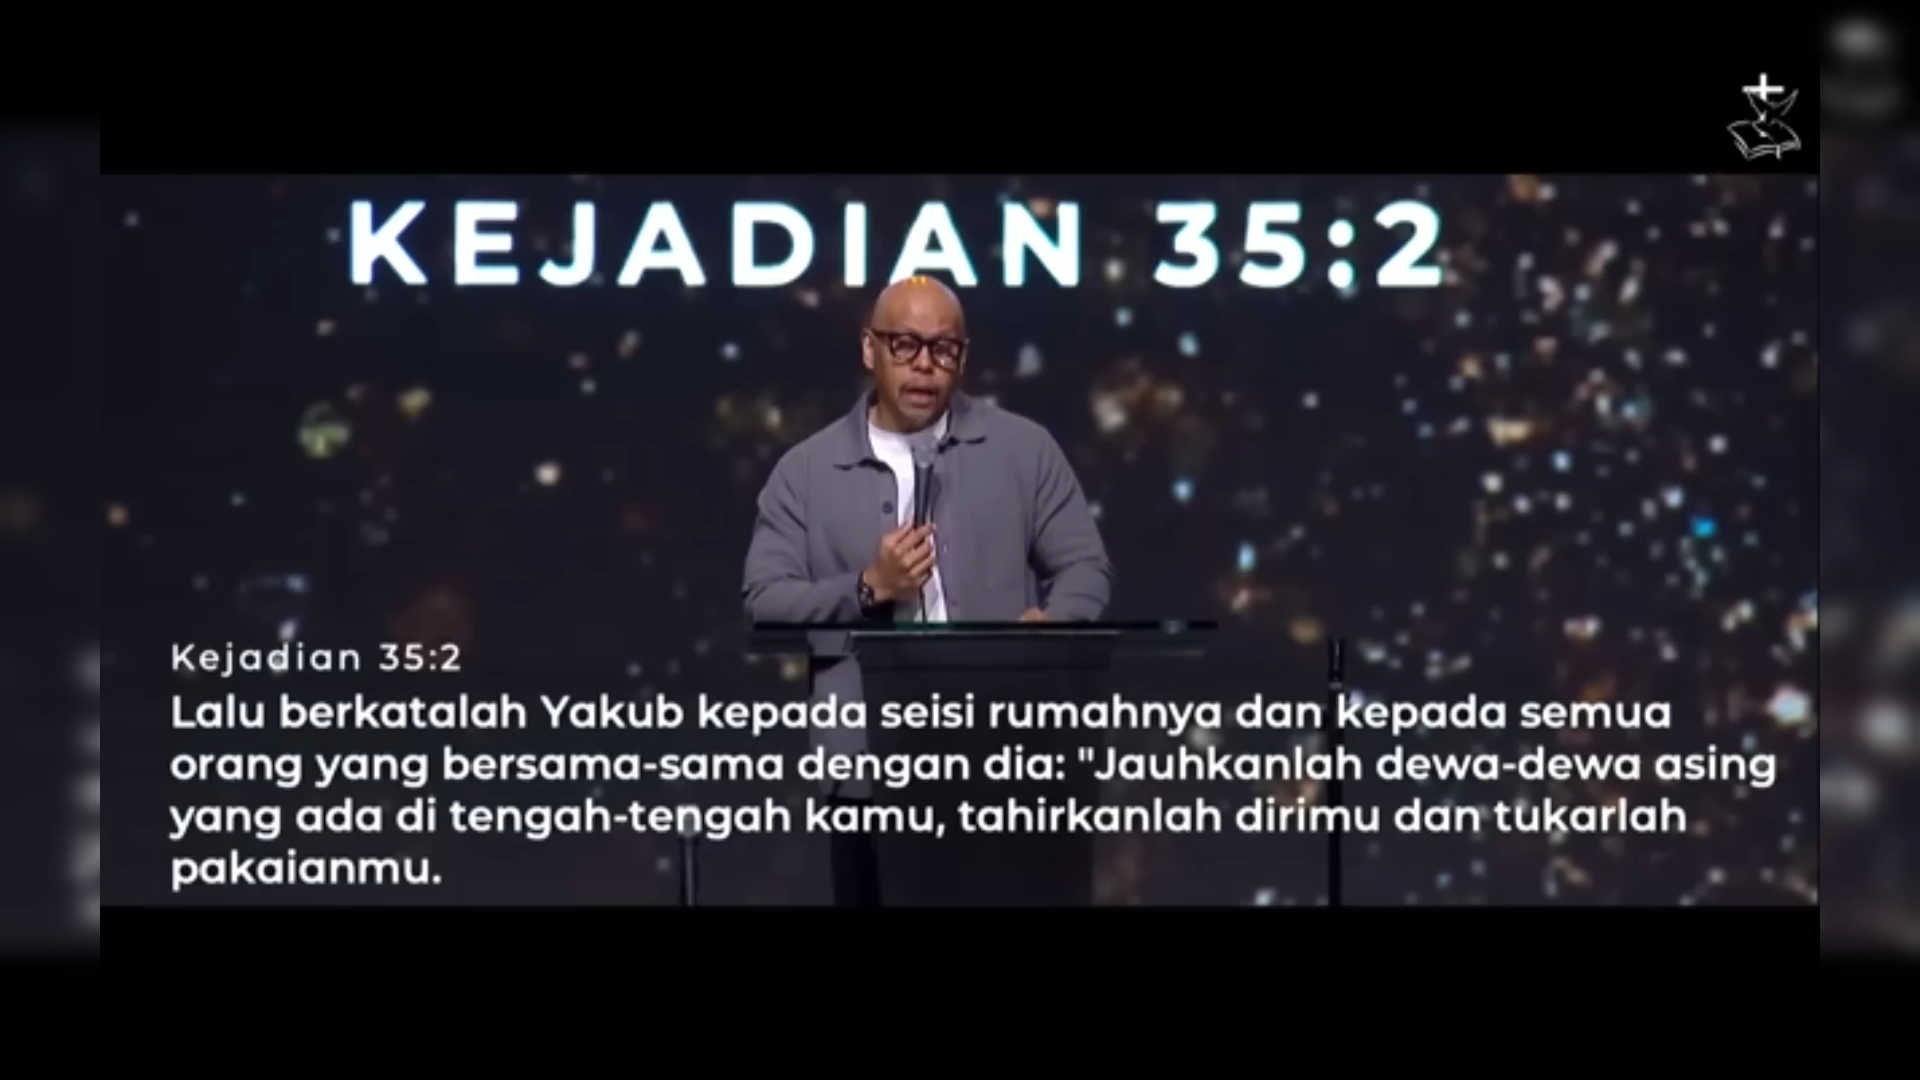 KEJADIAN 35:2
Kejadian 35:2
Lalu berkatalah Yakub kepada seisi rumahnya dan kepada semua
orang yang bersama-sama dengan dia: "Jauhkanlah dewa-dewa asing
yang ada di tengah-tengah kamu, tahirkanlah dirimu dan tukarlah
pakaianmu.